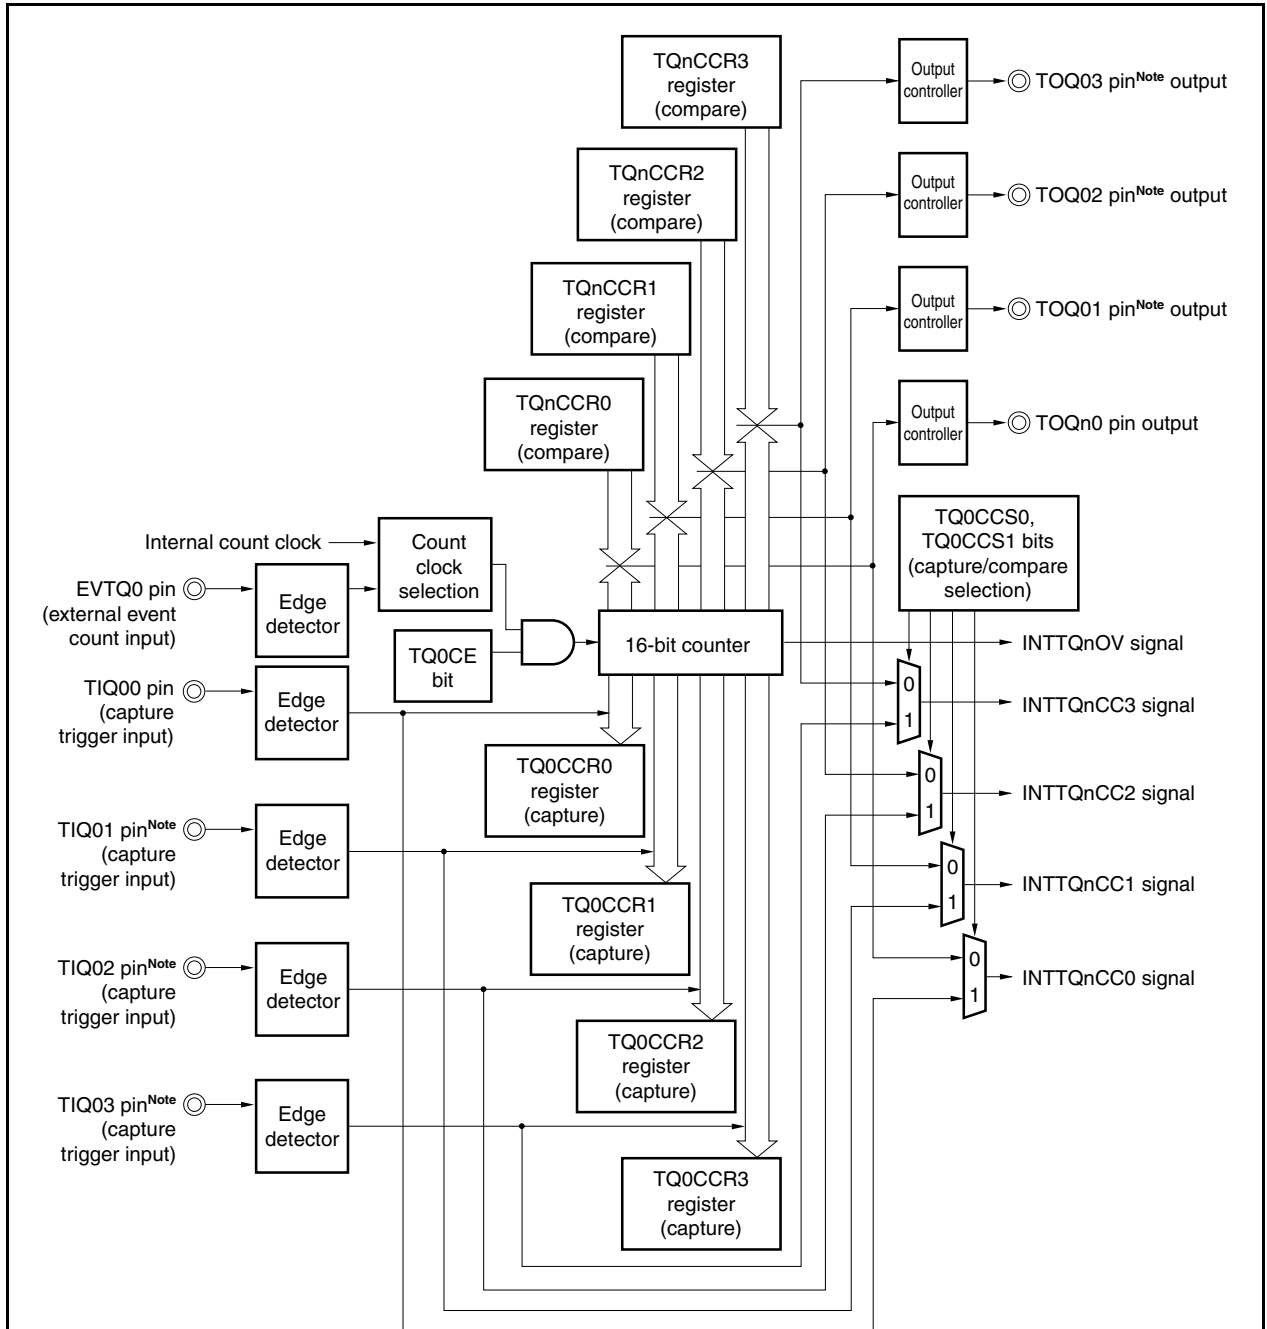 TQnCCR3
register
(compare)
Output
controller
TOQ03 pinNote output
TQnCCR2
register
(compare)
Output
controller
TOQ02 pinNote output
TQnCCR1
register
(compare)
Output
controller
TOQ01 pinNote output
TQnCCR0
register
(compare)
Output
controller
TOQn0 pin output
TQ0CCS0,
TQ0CCS1 bits
(capture/compare
selection)
Internal count clock
Count
clock
selection
EVTQ0 pin
(external event
count input)
Edge
detector
TQ0CE
bit
16-bit counter
INTTQnOV signal
TIQ00 pin
(capture
trigger input)
Edge
detector
0
1
INTTQnCC3 signal
TQ0CCR0
register
(capture)
0
1
INTTQnCC2 signal
TIQ01 pinNote
(capture
trigger input)
Edge
detector
TQ0CCR1
register
(capture)
0
1
INTTQnCC1 signal
TIQ02 pinNote
(capture
trigger input)
Edge
detector
0
1
INTTQnCC0 signal
TQ0CCR2
register
(capture)
TIQ03 pinNote
(capture
trigger input)
Edge
detector
TQ0CCR3
register
(capture)